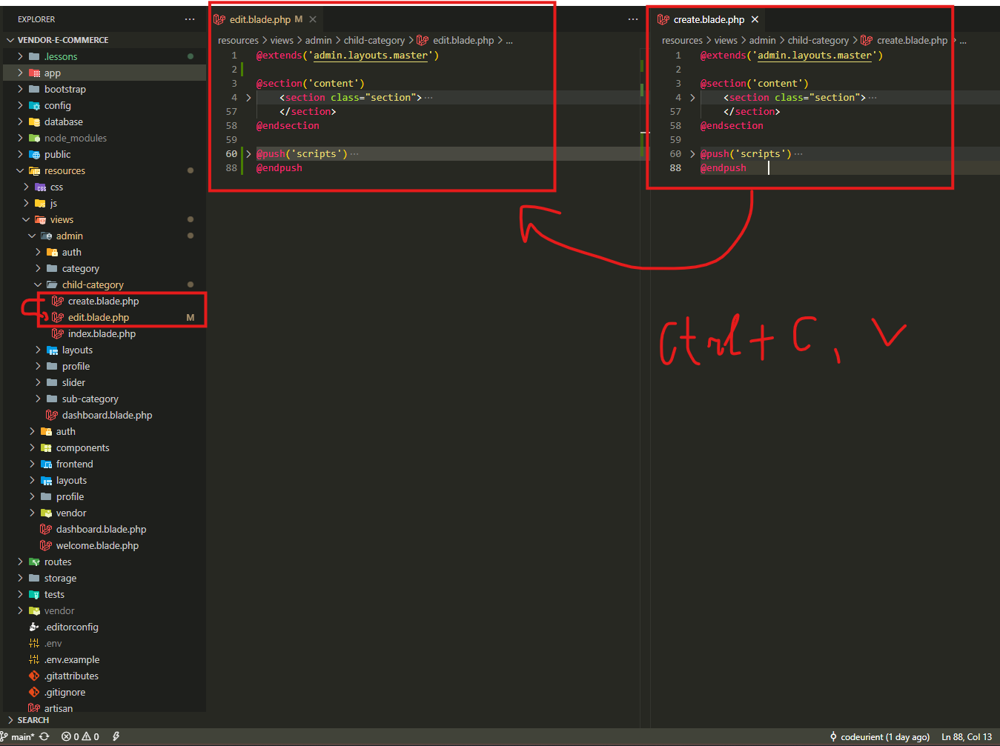 EXPLORER ···
VENDOR-E-COMMERCE
.lessons
app
bootstrap
config
database
node_modules
public
resources
css
js
views
admin
auth
category
child-category
create.blade.php
edit.blade.php M
index.blade.php
layouts
profile
slider
sub-category
dashboard.blade.php
auth
components
frontend
layouts
profile
vendor
dashboard.blade.php
welcome.blade.php
routes
storage
tests
vendor
.editorconfig
.env
.env.example
.gitattributes
.gitignore
artisan
SEARCH
edit.blade.php M ···
resources > views > admin > child-category > edit.blade.php > ...
1 @extends('admin.layouts.master')
2
3 @section('content')
4 <section class="section"> ···
57 </section>
58 @endsection
59
60 @push('scripts') ···
88 @endpush
create.blade.php
resources > views > admin > child-category > create.blade.php > ...
1 @extends('admin.layouts.master')
2
3 @section('content')
4 <section class="section"> ···
57 </section>
58 @endsection
59
60 @push('scripts') ···
88 @endpush
Ctrl + C , V
main* 0 0 codeurient (1 day ago) Ln 88, Col 13